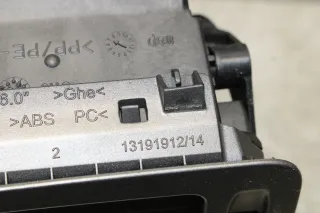 >PP/PE-
6.0" >Ghe<
>ABS PC<
2 13191912/14